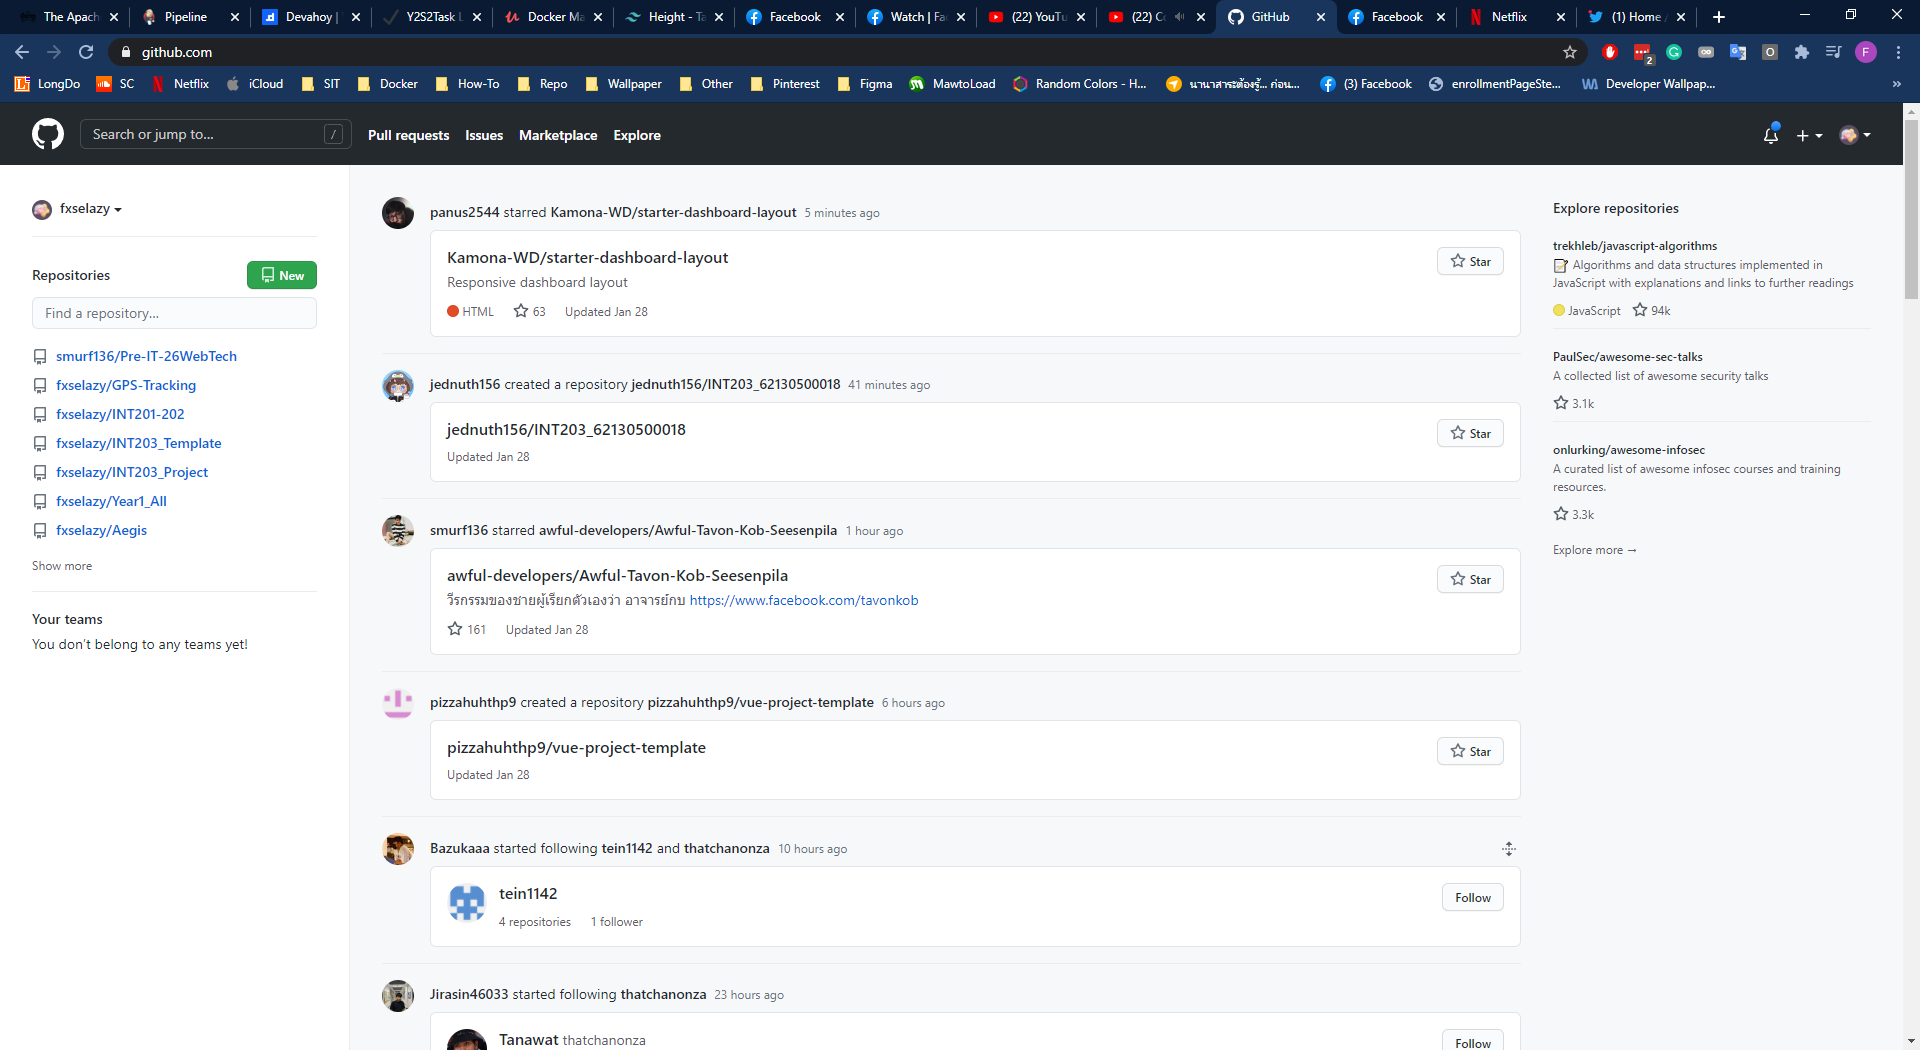 The Apach
Pipeline
Devahoy |
Y2S2Task
Docker Ma
Height - Ta
Facebook
Watch | Fa
(22) YouTu
(22) C
GitHub
Facebook
Netflix
(1) Home
github.com
2
F
LongDo
SC
Netflix
iCloud
SIT
Docker
How-To
Repo
Wallpaper
Other
Pinterest
Figma
MawtoLoad
Random Colors - H...
นานาสาระต้องรู้... ก่อน...
(3) Facebook
enrollmentPageSte...
Developer Wallpap...
»
Search or jump to...
/
Pull requests
Issues
Marketplace
Explore
fxselazy
Repositories
New
Find a repository...
smurf136/Pre-IT-26WebTech
fxselazy/GPS-Tracking
fxselazy/INT201-202
fxselazy/INT203_Template
fxselazy/INT203_Project
fxselazy/Year1_All
fxselazy/Aegis
Show more
Your teams
You don't belong to any teams yet!
panus2544 starred Kamona-WD/starter-dashboard-layout 5 minutes ago
Kamona-WD/starter-dashboard-layout
Star
Responsive dashboard layout
HTML 63 Updated Jan 28
jednuth156 created a repository jednuth156/INT203_62130500018 41 minutes ago
jednuth156/INT203_62130500018
Star
Updated Jan 28
smurf136 starred awful-developers/Awful-Tavon-Kob-Seesenpila 1 hour ago
awful-developers/Awful-Tavon-Kob-Seesenpila
Star
วีรกรรมของชายผู้เรียกตัวเองว่า อาจารย์กบ https://www.facebook.com/tavonkob
161 Updated Jan 28
pizzahuhthp9 created a repository pizzahuhthp9/vue-project-template 6 hours ago
pizzahuhthp9/vue-project-template
Star
Updated Jan 28
Bazukaaa started following tein1142 and thatchanonza 10 hours ago
tein1142
Follow
4 repositories 1 follower
Jirasin46033 started following thatchanonza 23 hours ago
Tanawat thatchanonza
Follow
Explore repositories
trekhleb/javascript-algorithms
Algorithms and data structures implemented in
JavaScript with explanations and links to further readings
JavaScript 94k
PaulSec/awesome-sec-talks
A collected list of awesome security talks
3.1k
onlurking/awesome-infosec
A curated list of awesome infosec courses and training
resources.
3.3k
Explore more →